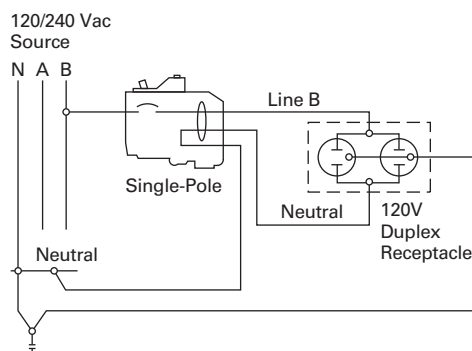 120/240 Vac
Source
N A B
Line B
Single-Pole
Neutral
120V
Duplex
Receptacle
Neutral